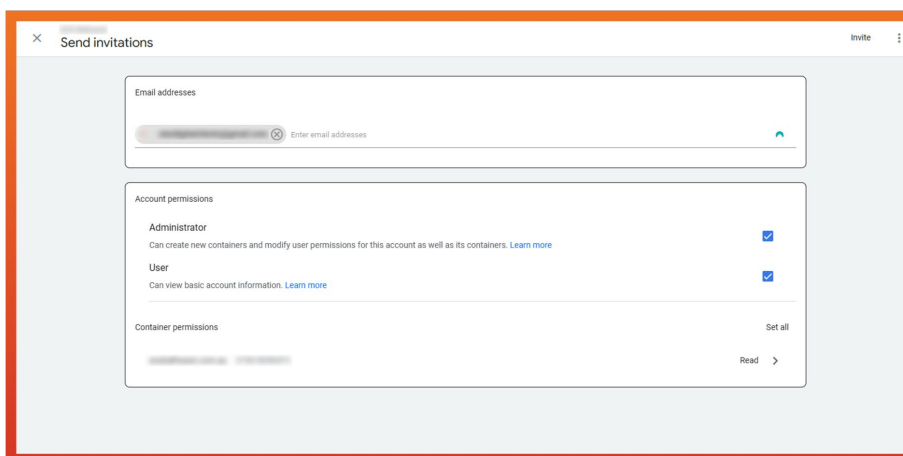 Send invitations
Invite
Email addresses
Enter email addresses
Account permissions
Administrator
Can create new containers and modify user permissions for this account as well as its containers. Learn more
User
Can view basic account information. Learn more
Container permissions
Set all
Read